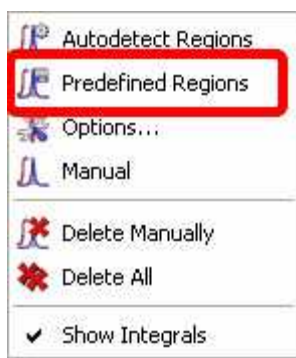 Autodetect Regions
Predefined Regions
Options...
Manual
Delete Manually
Delete All
Show Integrals